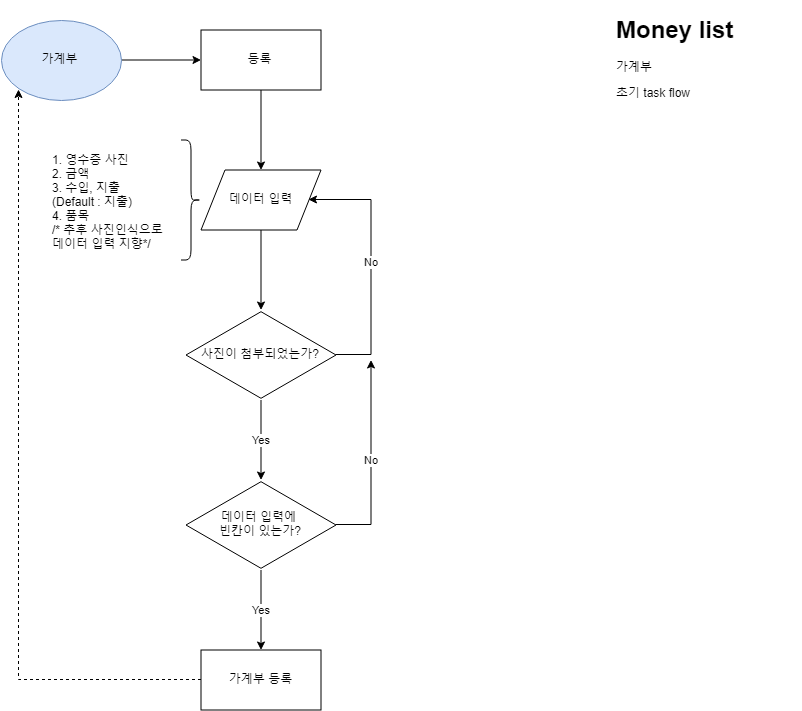 Money list
가계부
초기 task flow
가계부
등록
1. 영수증 사진
2. 금액
3. 수입, 지출
(Default : 지출)
4. 품목
/* 추후 사진인식으로
데이터 입력 지향*/
데이터 입력
No
사진이 첨부되었는가?
Yes
No
데이터 입력에
빈칸이 있는가?
Yes
가계부 등록